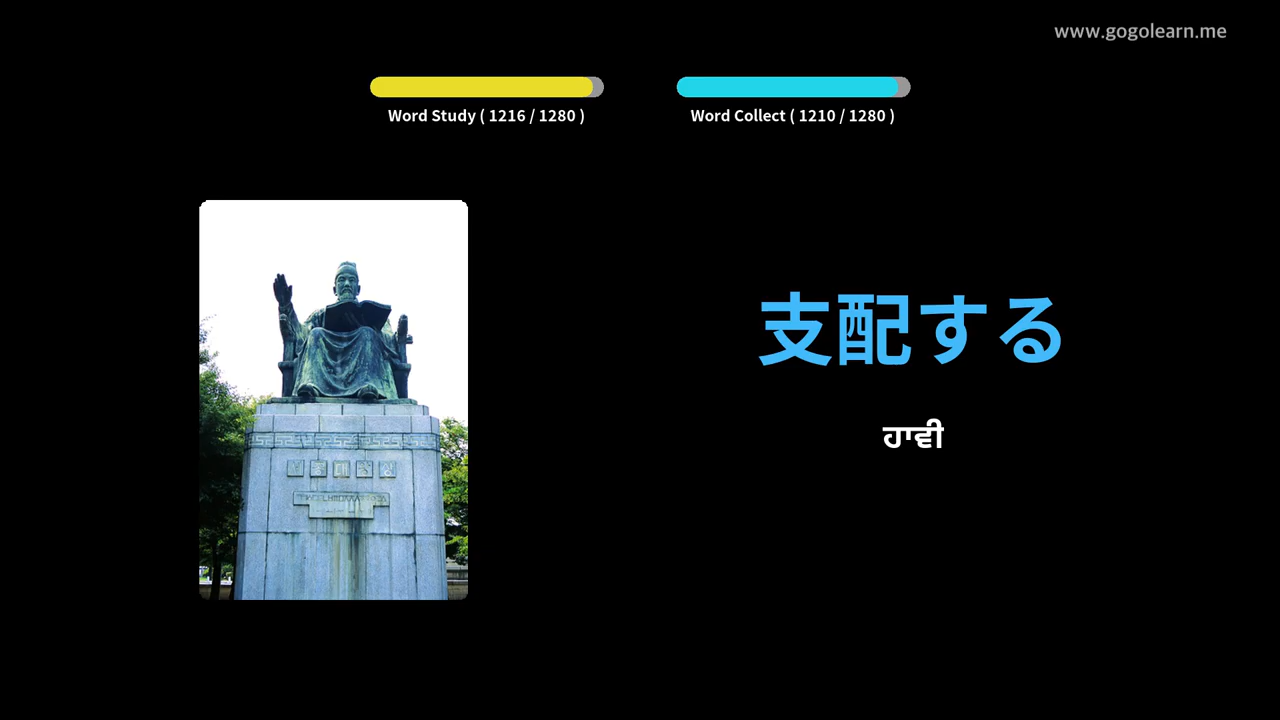 www.gogolearn.me
Word Study ( 1216 / 1280 )
Word Collect ( 1210 / 1280 )
支配する
ਹਾਵੀ